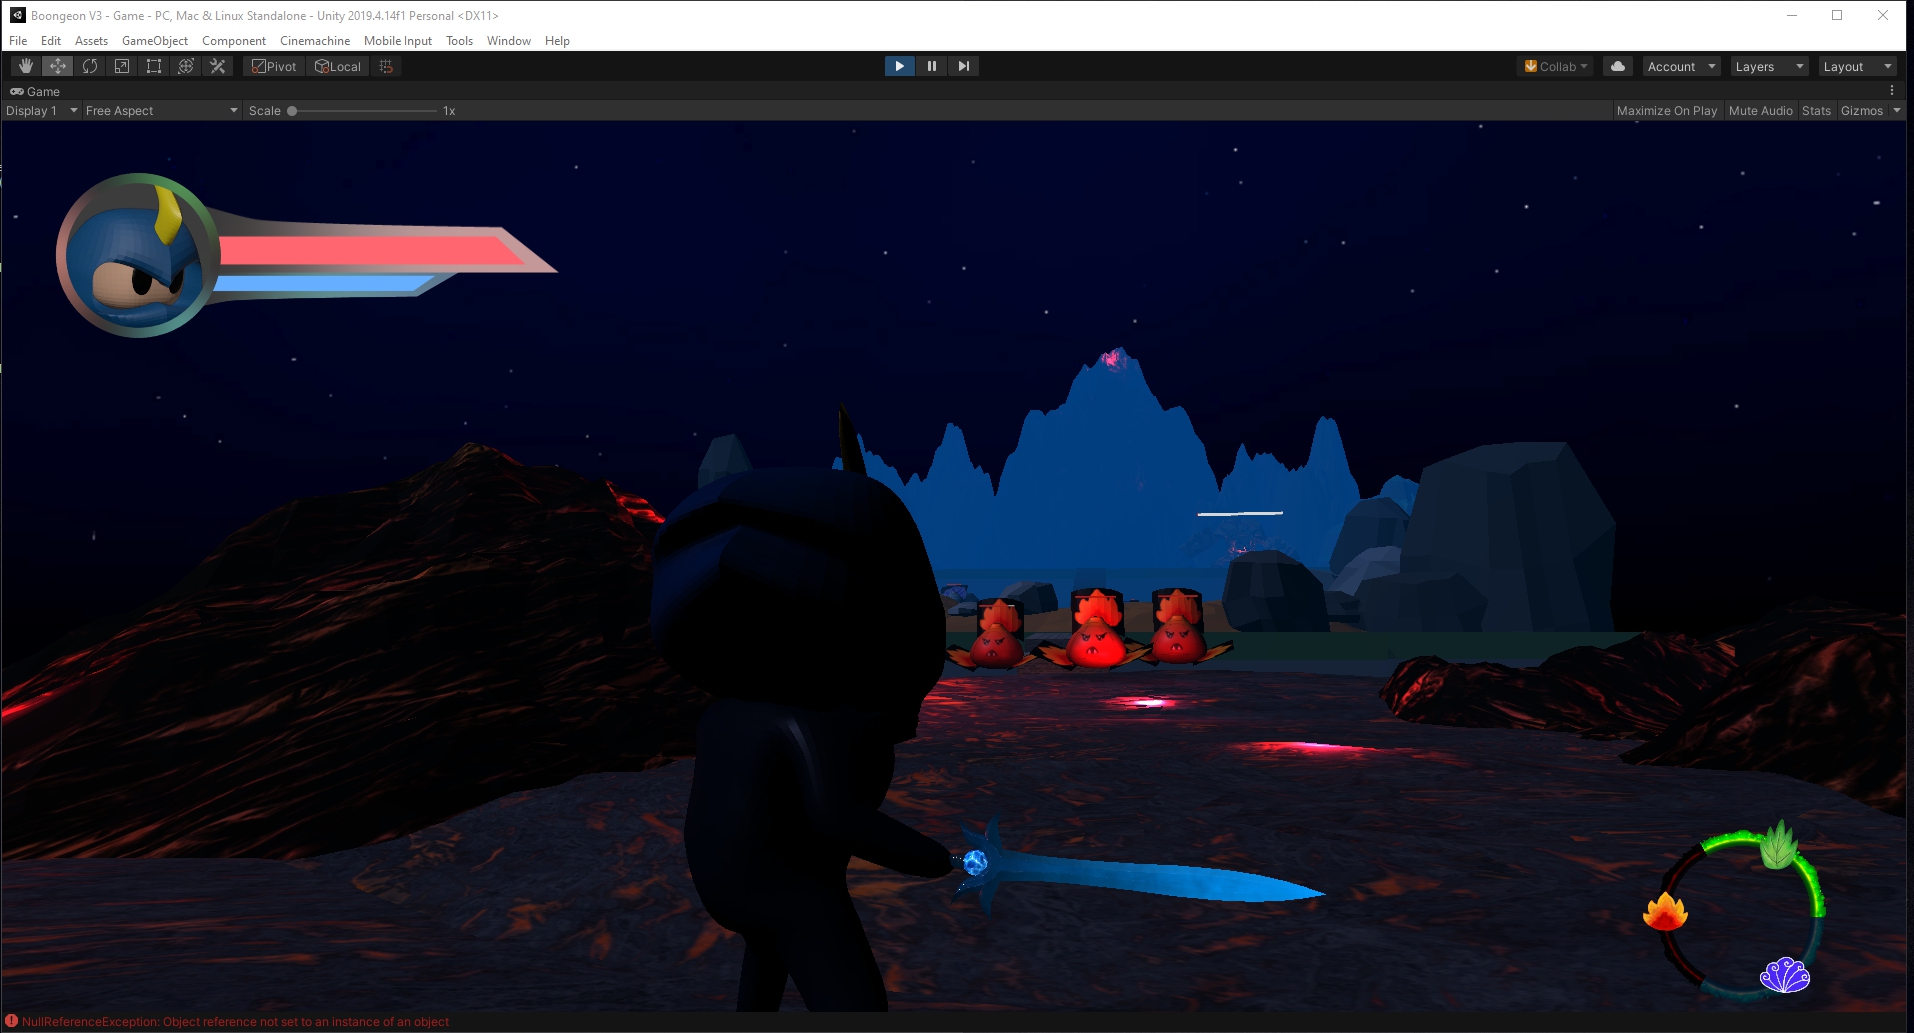 Boongeon V3 - Game - PC, Mac & Linux Standalone - Unity 2019.4.14f1 Personal <DX11>
File Edit Assets GameObject Component Cinemachine Mobile Input Tools Window Help
Pivot Local Collab Account Layers Layout
Game
Display 1 Free Aspect Scale 1x Maximize On Play Mute Audio Stats Gizmos
NullReferenceException: Object reference not set to an instance of an object